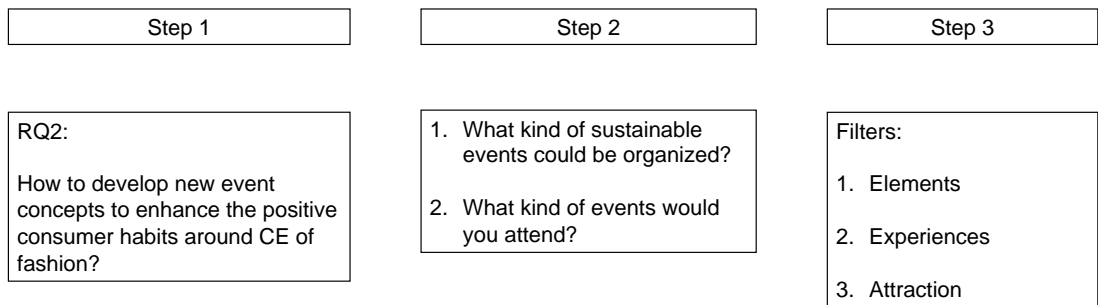 Step 1
Step 2
Step 3
RQ2:
How to develop new event
concepts to enhance the positive
consumer habits around CE of
fashion?
1. What kind of sustainable
events could be organized?
2. What kind of events would
you attend?
Filters:
1. Elements
2. Experiences
3. Attraction